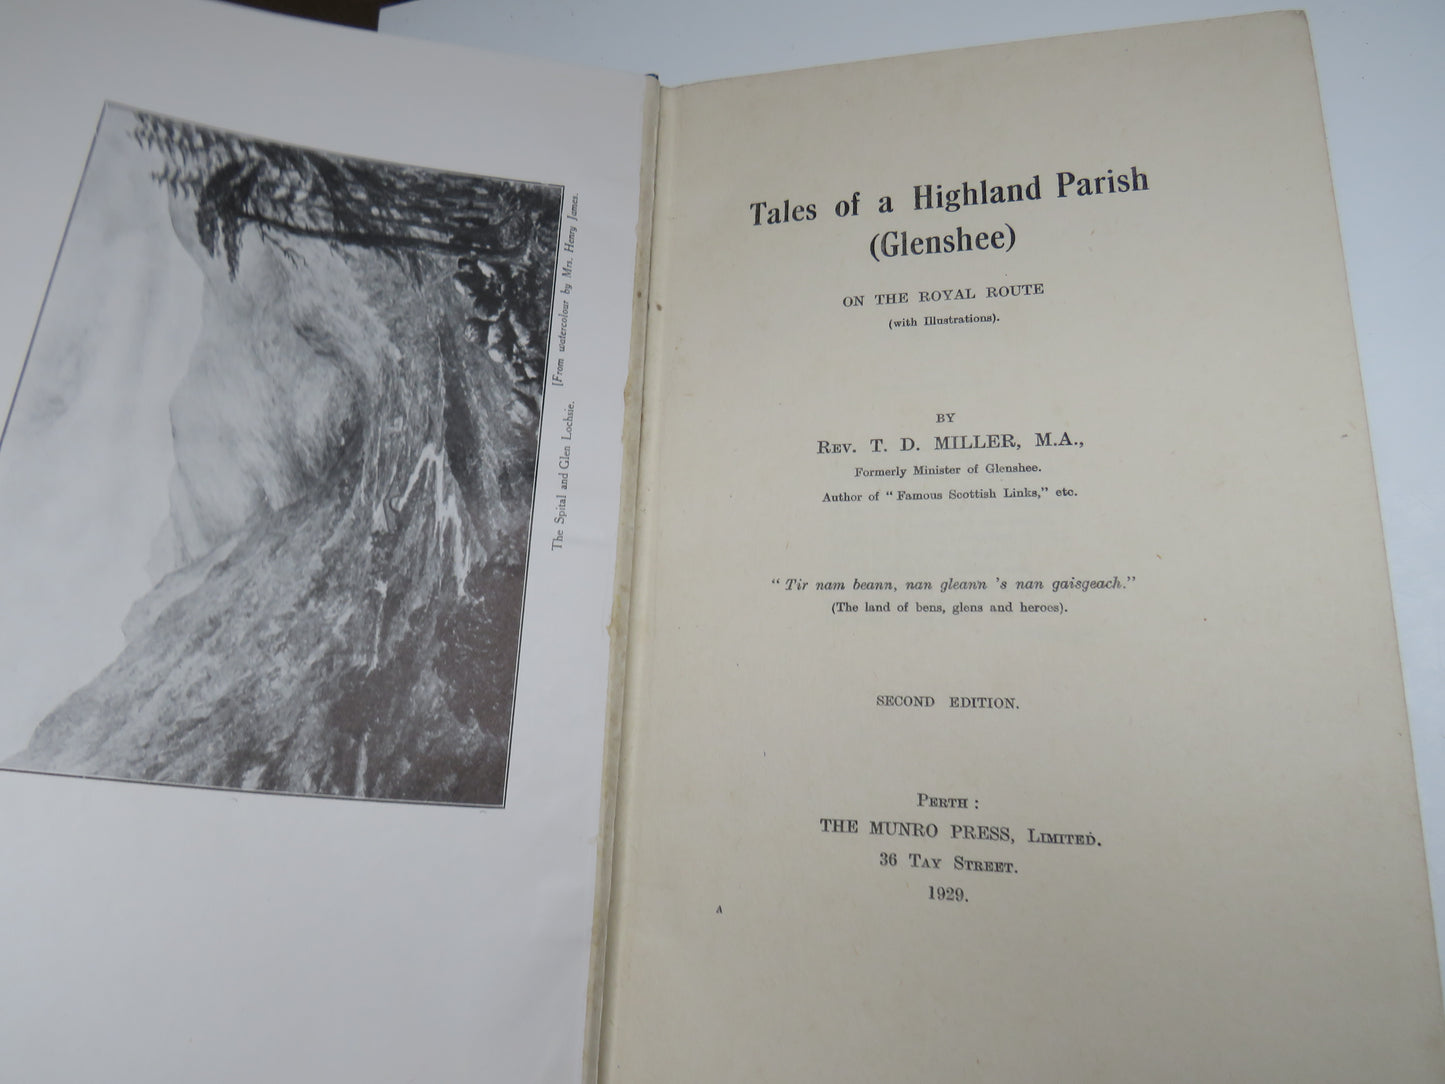 The Spital and Glen Lochsie. [From watercolour by Mrs. Henry James.
Tales of a Highland Parish
(Glenshee)
ON THE ROYAL ROUTE
(with Illustrations).
BY
REV. T. D. MILLER, M.A.,
Formerly Minister of Glenshee.
Author of “ Famous Scottish Links,” etc.
“ Tir nam beann, nan gleann 's nan gaisgeach.”
(The land of bens, glens and heroes).
SECOND EDITION.
PERTH :
THE MUNRO PRESS, LIMITED.
36 TAY STREET.
1929.
A